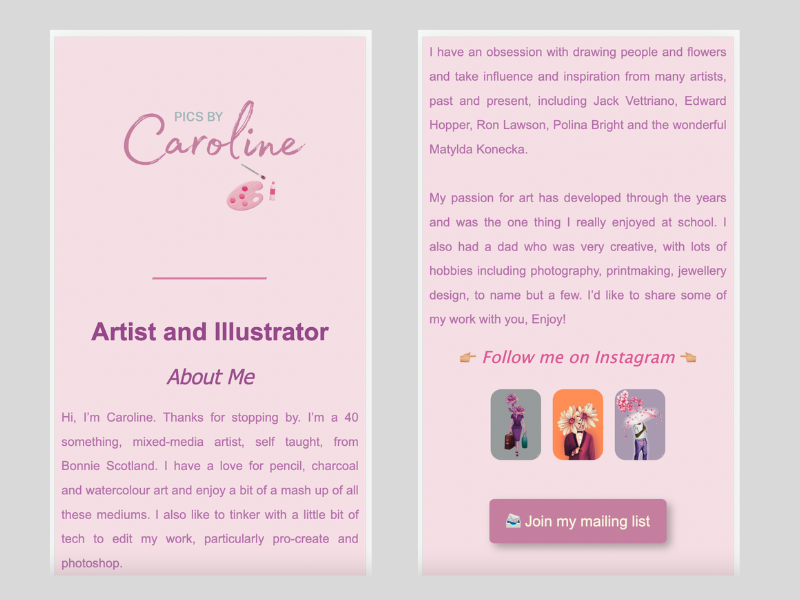 PICS BY
Caroline
Artist and Illustrator
About Me
Hi, I'm Caroline. Thanks for stopping by. I'm a 40
something, mixed-media artist, self taught, from
Bonnie Scotland. I have a love for pencil, charcoal
and watercolour art and enjoy a bit of a mash up of all
these mediums. I also like to tinker with a little bit of
tech to edit my work, particularly pro-create and
photoshop.
I have an obsession with drawing people and flowers
and take influence and inspiration from many artists,
past and present, including Jack Vettriano, Edward
Hopper, Ron Lawson, Polina Bright and the wonderful
Matylda Konecka.
My passion for art has developed through the years
and was the one thing I really enjoyed at school. I
also had a dad who was very creative, with lots of
hobbies including photography, printmaking, jewellery
design, to name but a few. I'd like to share some of
my work with you, Enjoy!
Follow me on Instagram
Join my mailing list